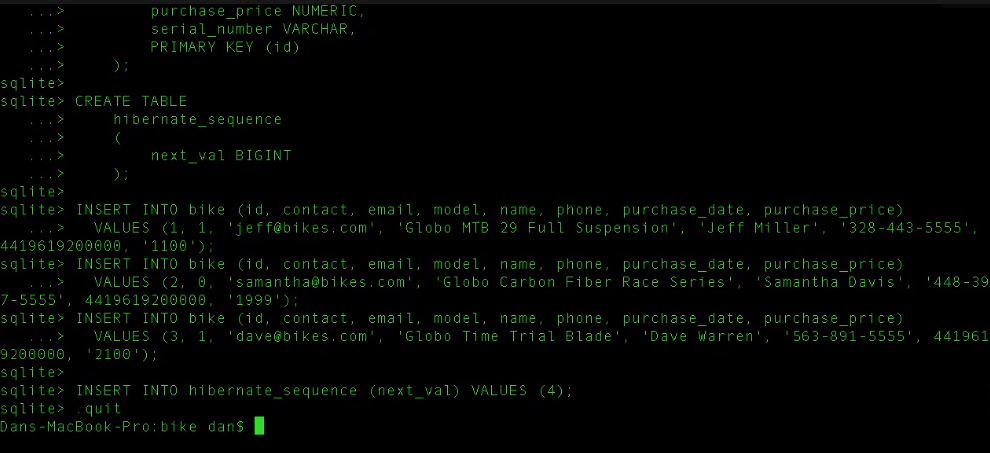 ...> purchase_price NUMERIC,
...> serial_number VARCHAR,
...> PRIMARY KEY (id)
...> );
sqlite>
sqlite> CREATE TABLE
...> hibernate_sequence
...> (
...> next_val BIGINT
...> );
sqlite>
sqlite> INSERT INTO bike (id, contact, email, model, name, phone, purchase_date, purchase_price)
...> VALUES (1, 1, 'jeff@bikes.com', 'Globo MTB 29 Full Suspension', 'Jeff Miller', '328-443-5555',
4419619200000, '1100');
sqlite> INSERT INTO bike (id, contact, email, model, name, phone, purchase_date, purchase_price)
...> VALUES (2, 0, 'samantha@bikes.com', 'Globo Carbon Fiber Race Series', 'Samantha Davis', '448-39
7-5555', 4419619200000, '1999');
sqlite> INSERT INTO bike (id, contact, email, model, name, phone, purchase_date, purchase_price)
...> VALUES (3, 1, 'dave@bikes.com', 'Globo Time Trial Blade', 'Dave Warren', '563-891-5555', 441961
9200000, '2100');
sqlite>
sqlite> INSERT INTO hibernate_sequence (next_val) VALUES (4);
sqlite> .quit
Dans-MacBook-Pro:bike dan$